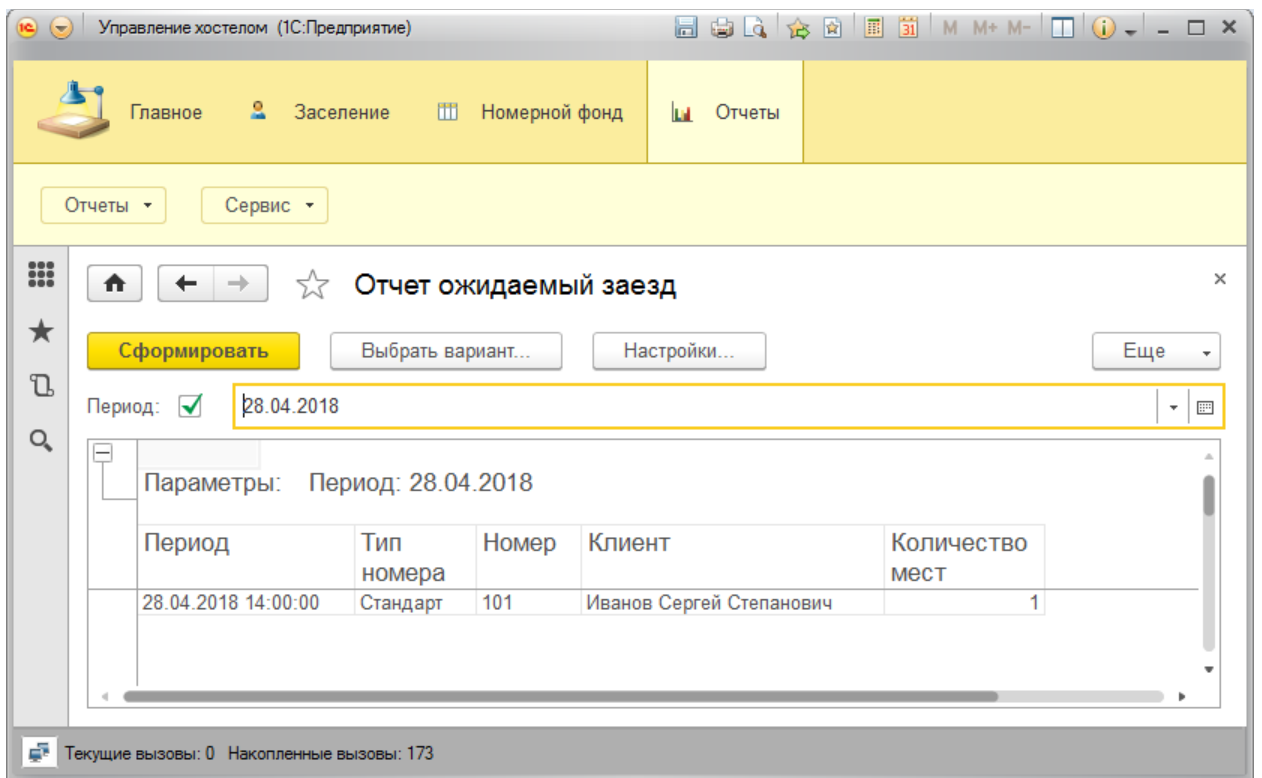 1С Управление хостелом (1С:Предприятие) 31 M M+ M-
Главное Заселение Номерной фонд Отчеты
Отчеты Сервис
Отчет ожидаемый заезд
Сформировать Выбрать вариант... Настройки... Еще
Период: 28.04.2018
Параметры: Период: 28.04.2018
Период Тип Номер Клиент Количество
номера мест
28.04.2018 14:00:00 Стандарт 101 Иванов Сергей Степанович 1
Текущие вызовы: 0 Накопленные вызовы: 173